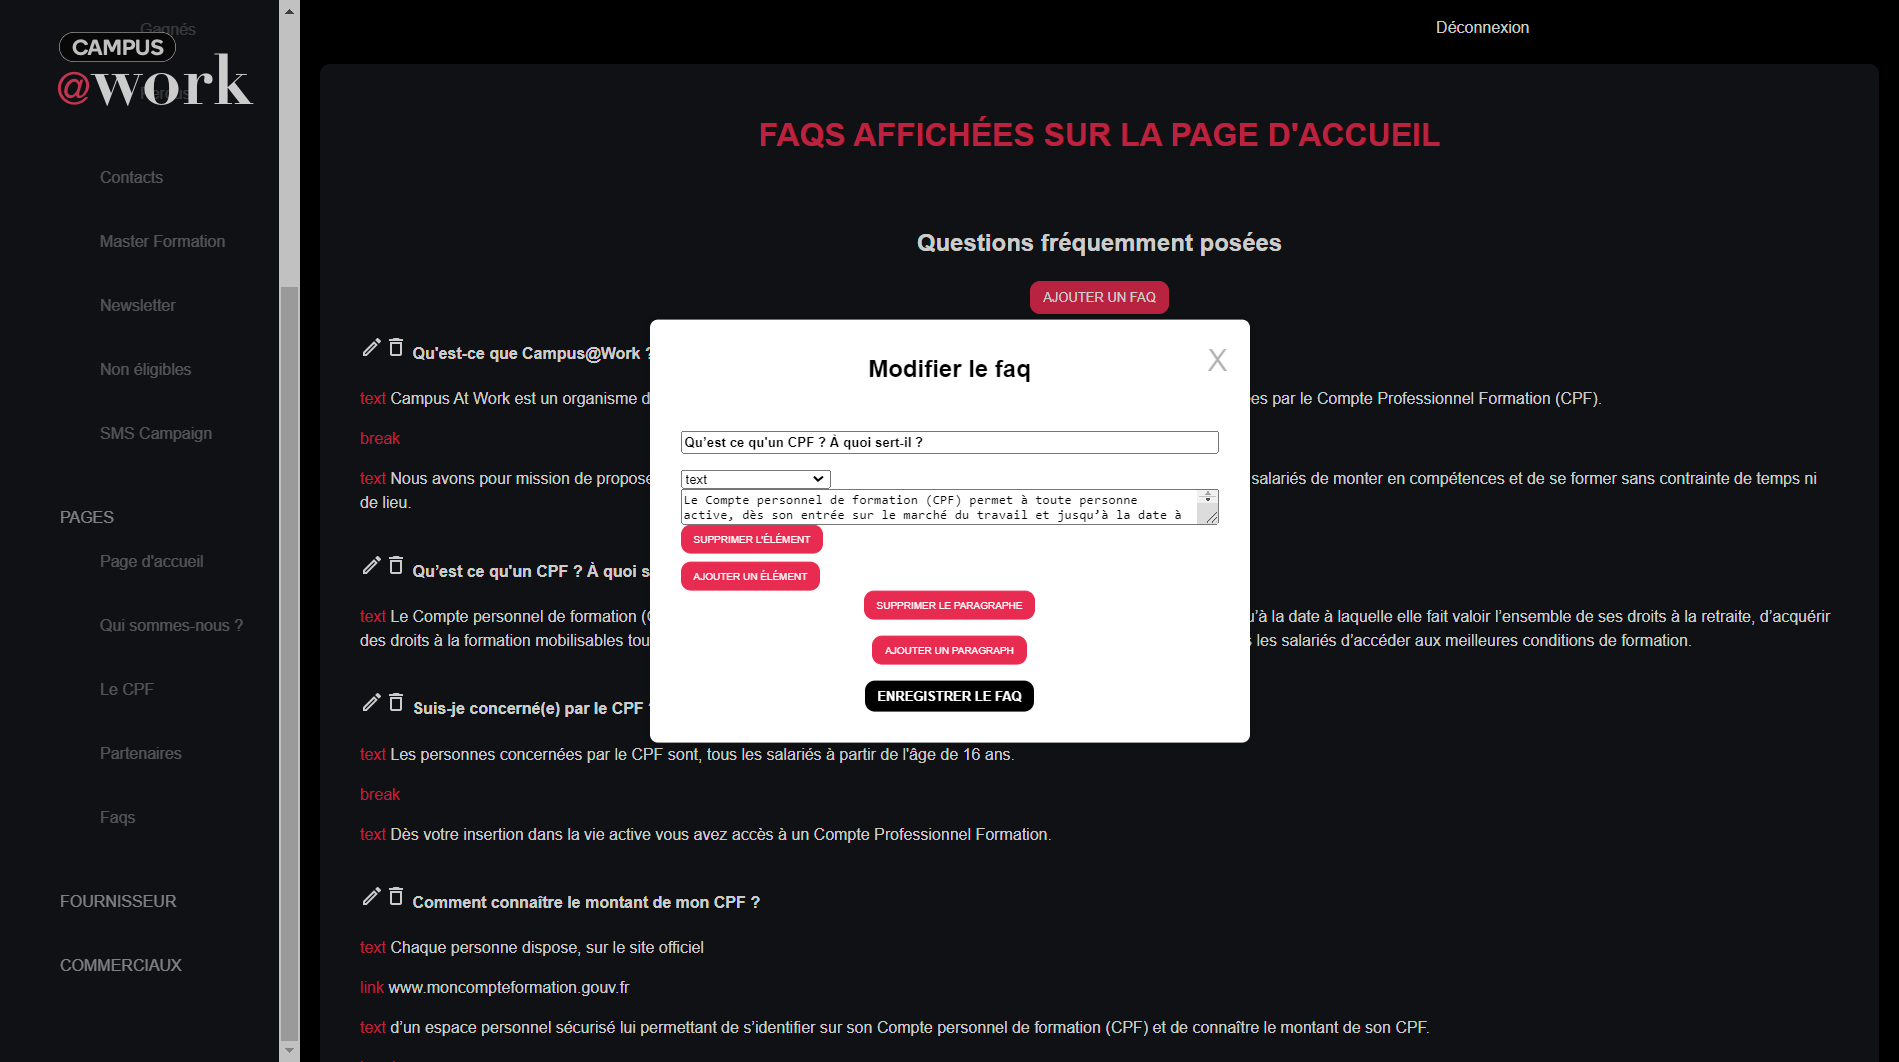 Gagnés
CAMPUS
@work
Contacts
Master Formation
Newsletter
Non éligibles
SMS Campaign
PAGES
Page d'accueil
Qui sommes-nous ?
Le CPF
Partenaires
Faqs
FOURNISSEUR
COMMERCIAUX
Déconnexion
FAQS AFFICHÉES SUR LA PAGE D'ACCUEIL
Questions fréquemment posées
AJOUTER UN FAQ
Qu'est-ce que Campus@Work ?
text Campus At Work est un organisme d
es par le Compte Professionnel Formation (CPF).
break
text Nous avons pour mission de propose
salariés de monter en compétences et de se former sans contrainte de temps ni
de lieu.
Qu’est ce qu'un CPF ? À quoi s
text Le Compte personnel de formation (
u’à la date à laquelle elle fait valoir l’ensemble de ses droits à la retraite, d’acquérir
des droits à la formation mobilisables tou
les salariés d’accéder aux meilleures conditions de formation.
Suis-je concerné(e) par le CPF
text Les personnes concernées par le CPF sont, tous les salariés à partir de l'âge de 16 ans.
break
text Dès votre insertion dans la vie active vous avez accès à un Compte Professionnel Formation.
Comment connaître le montant de mon CPF ?
text Chaque personne dispose, sur le site officiel
link www.moncompteformation.gouv.fr
text d’un espace personnel sécurisé lui permettant de s’identifier sur son Compte personnel de formation (CPF) et de connaître le montant de son CPF.
Modifier le faq
X
Qu’est ce qu'un CPF ? À quoi sert-il ?
text
Le Compte personnel de formation (CPF) permet à toute personne
active, dès son entrée sur le marché du travail et jusqu’à la date à
SUPPRIMER L'ÉLÉMENT
AJOUTER UN ÉLÉMENT
SUPPRIMER LE PARAGRAPHE
AJOUTER UN PARAGRAPH
ENREGISTRER LE FAQ